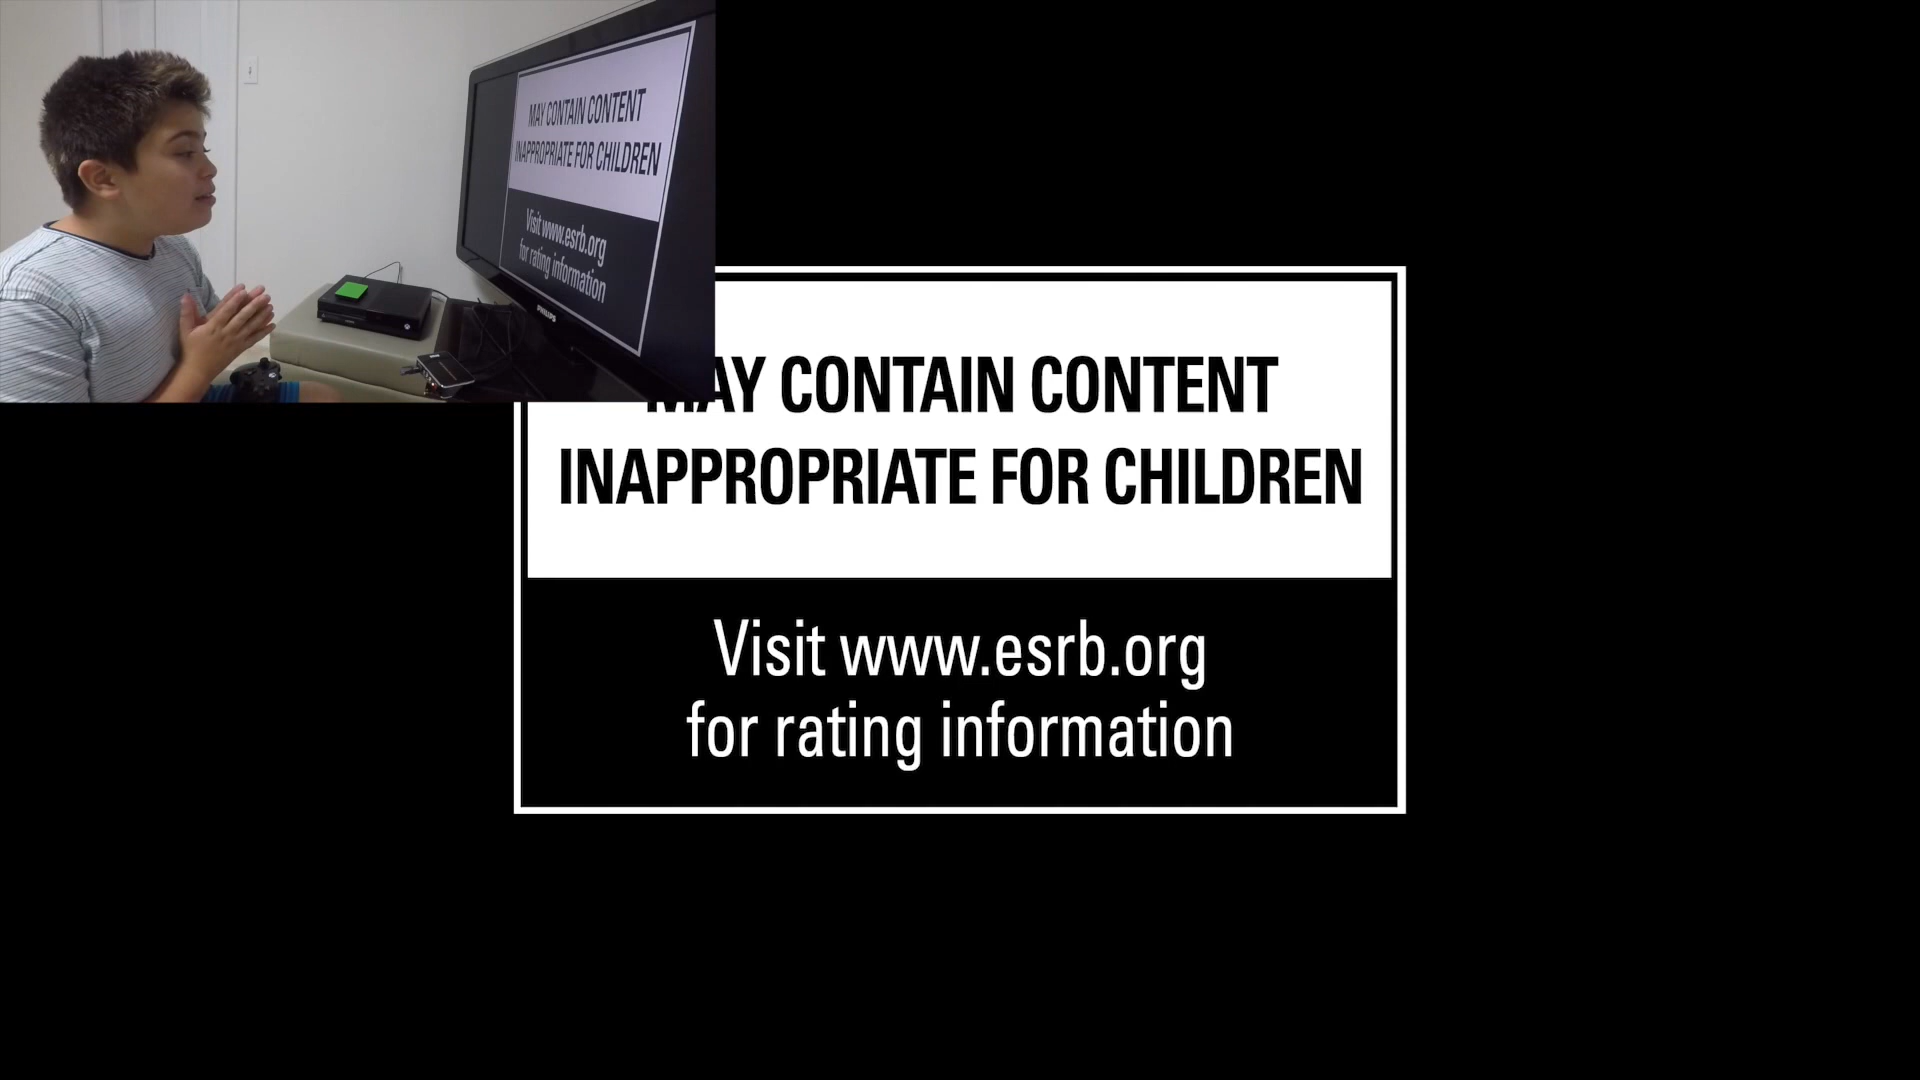 MAY CONTAIN CONTENT
INAPPROPRIATE FOR CHILDREN
Visit www.esrb.org
for rating information
PHILIPS
MAY CONTAIN CONTENT
INAPPROPRIATE FOR CHILDREN
Visit www.esrb.org
for rating information